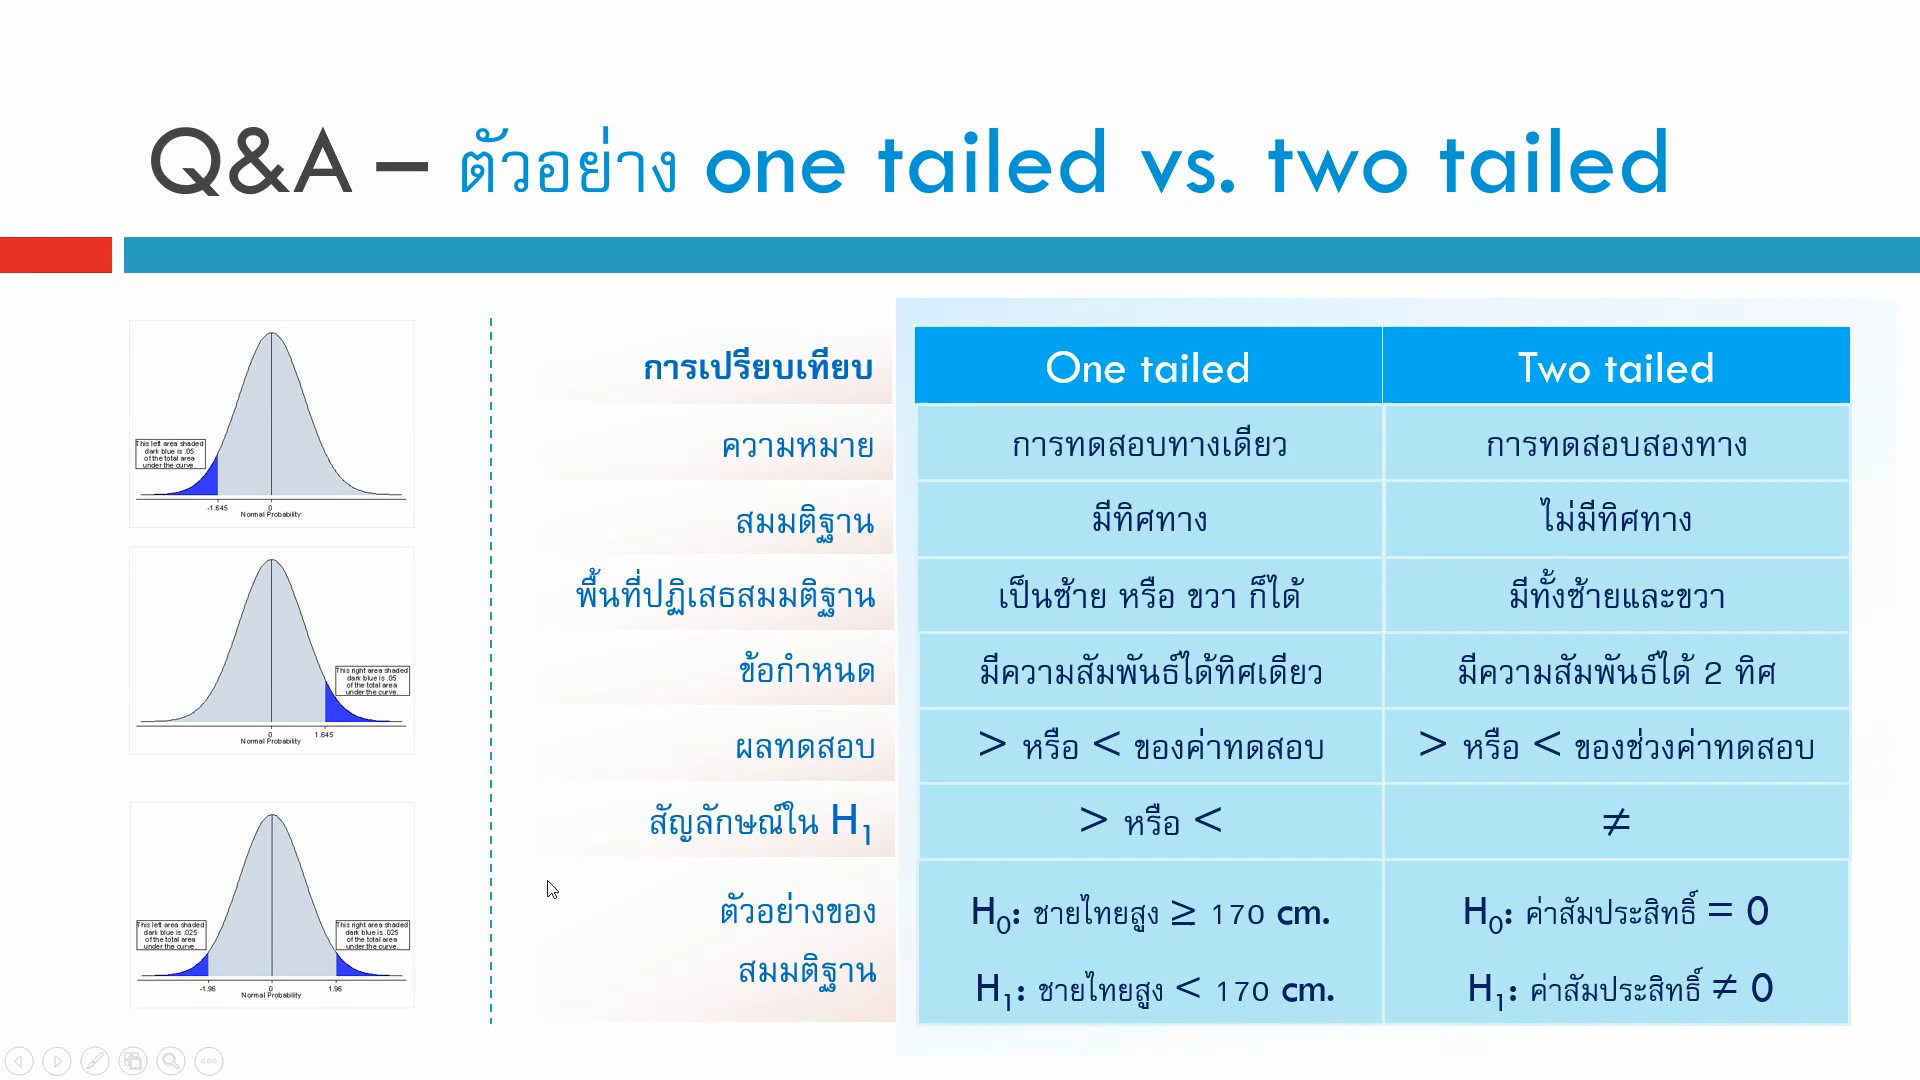 Q&A – ตัวอย่าง one tailed vs. two tailed
This left area shaded
dark blue is .05
of the total area
under the curve.
-1.645 0
Normal Probability
This right area shaded
dark blue is .05
of the total area
under the curve.
0 1.645
Normal Probability
This left area shaded
dark blue is .025
of the total area
under the curve.
This right area shaded
dark blue is .025
of the total area
under the curve.
-1.96 0 1.96
Normal Probability
การเปรียบเทียบ One tailed Two tailed
ความหมาย การทดสอบทางเดียว การทดสอบสองทาง
สมมติฐาน มีทิศทาง ไม่มีทิศทาง
พื้นที่ปฏิเสธสมมติฐาน เป็นซ้าย หรือ ขวา ก็ได้ มีทั้งซ้ายและขวา
ข้อกำหนด มีความสัมพันธ์ได้ทิศเดียว มีความสัมพันธ์ได้ 2 ทิศ
ผลทดสอบ > หรือ < ของค่าทดสอบ > หรือ < ของช่วงค่าทดสอบ
สัญลักษณ์ใน H1 > หรือ < ≠
ตัวอย่างของ H0: ชายไทยสูง ≥ 170 cm. H0: ค่าสัมประสิทธิ์ = 0
สมมติฐาน H1: ชายไทยสูง < 170 cm. H1: ค่าสัมประสิทธิ์ ≠ 0